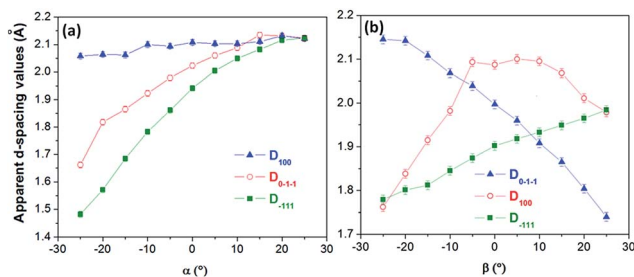 (a)
Apparent d-spacing values (Å)
2.2
2.1
2.0
1.9
1.8
1.7
1.6
1.5
1.4
D100
D0-1-1
D-111
-30 -20 -10 0 10 20 30
α (°)
(b)
2.2
2.1
2.0
1.9
1.8
1.7
D0-1-1
D100
D-111
-30 -20 -10 0 10 20 30
β (°)